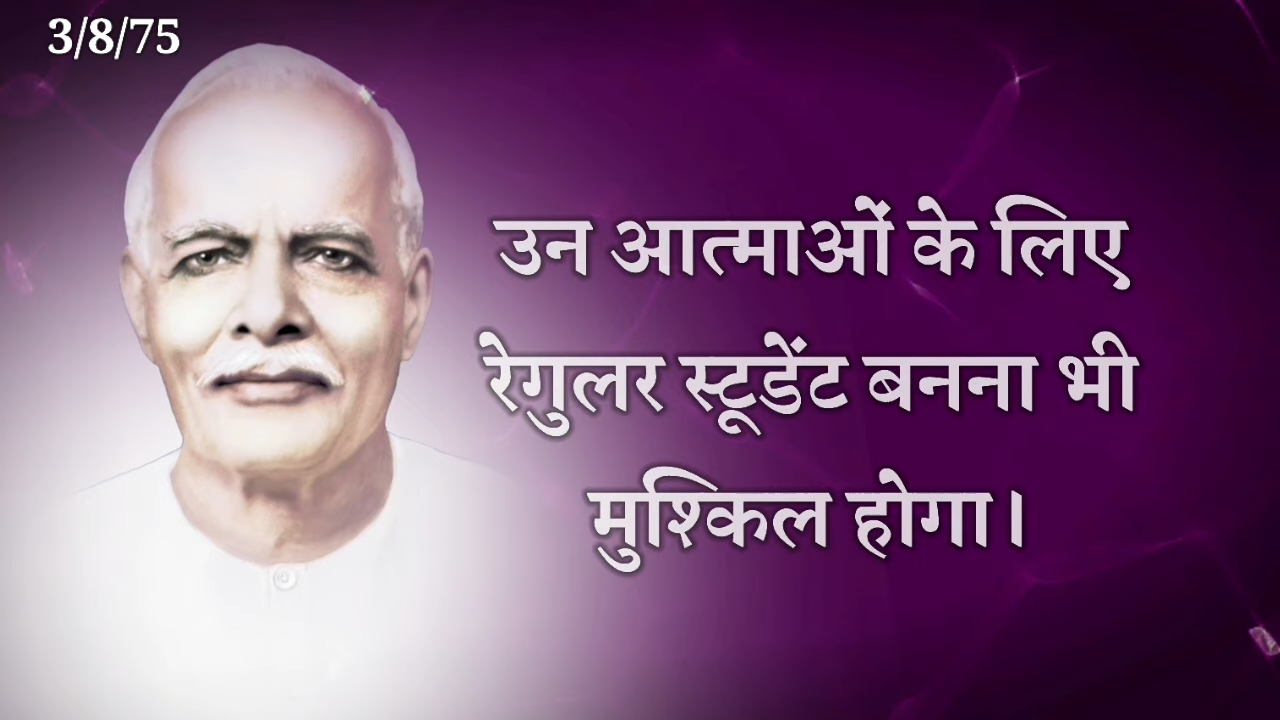 3/8/75
उन आत्माओं के लिए
रेगुलर स्टूडेंट बनना भी
मुश्किल होगा।